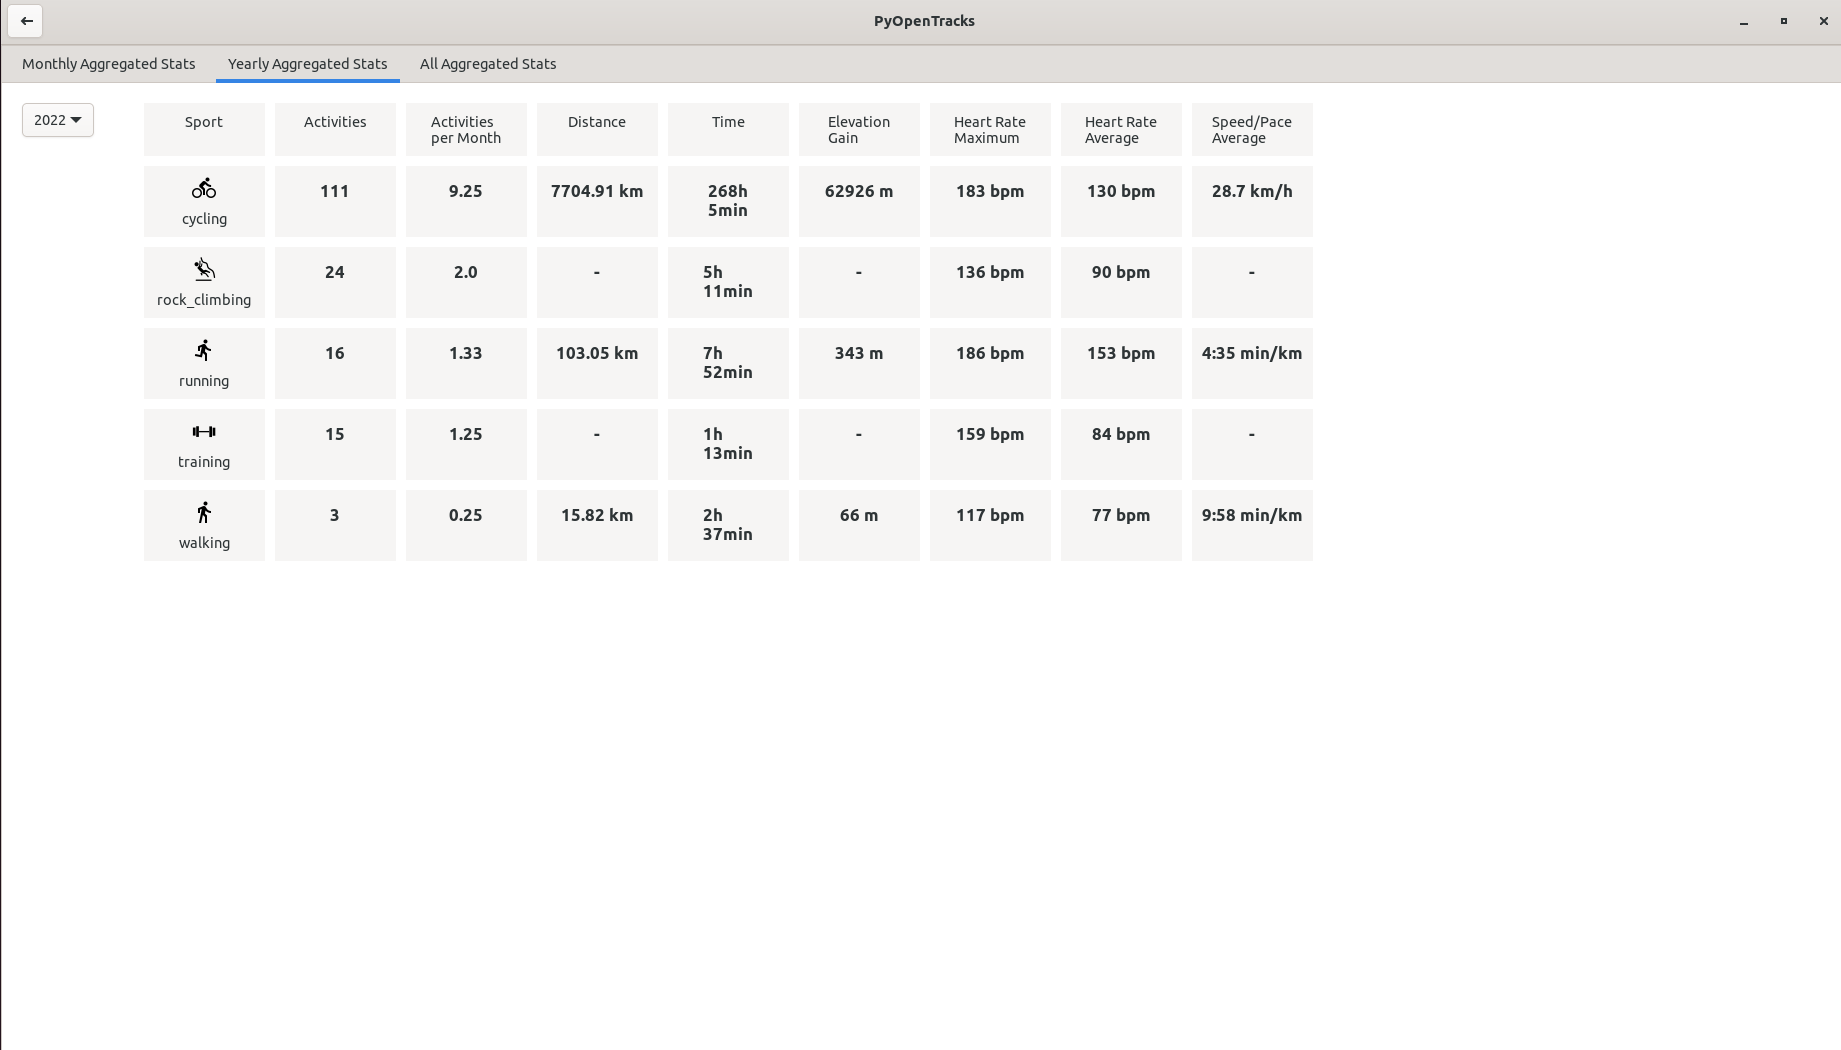 PyOpenTracks
Monthly Aggregated Stats Yearly Aggregated Stats All Aggregated Stats
2022
Sport Activities Activities per Month Distance Time Elevation Gain Heart Rate Maximum Heart Rate Average Speed/Pace Average
cycling 111 9.25 7704.91 km 268h 5min 62926 m 183 bpm 130 bpm 28.7 km/h
rock_climbing 24 2.0 - 5h 11min - 136 bpm 90 bpm -
running 16 1.33 103.05 km 7h 52min 343 m 186 bpm 153 bpm 4:35 min/km
training 15 1.25 - 1h 13min - 159 bpm 84 bpm -
walking 3 0.25 15.82 km 2h 37min 66 m 117 bpm 77 bpm 9:58 min/km